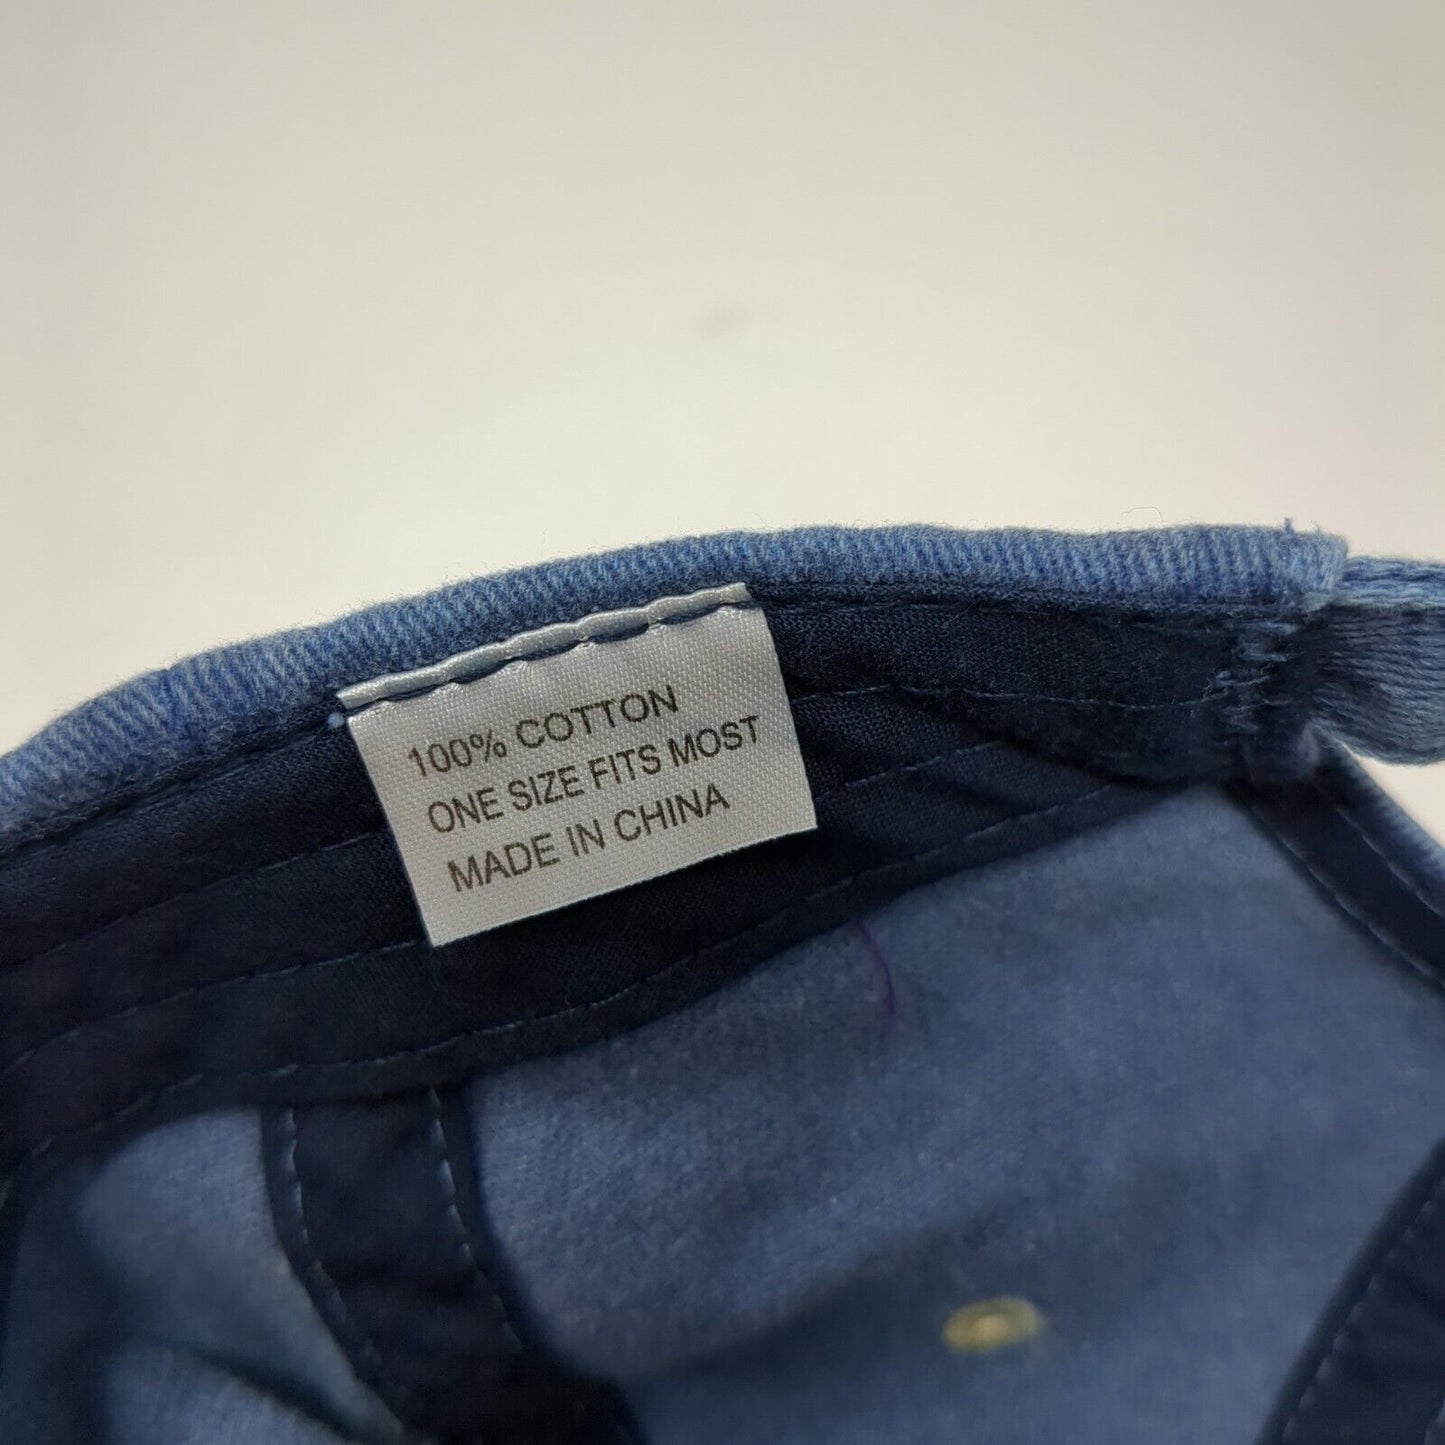 100% COTTON
ONE SIZE FITS MOST
MADE IN CHINA